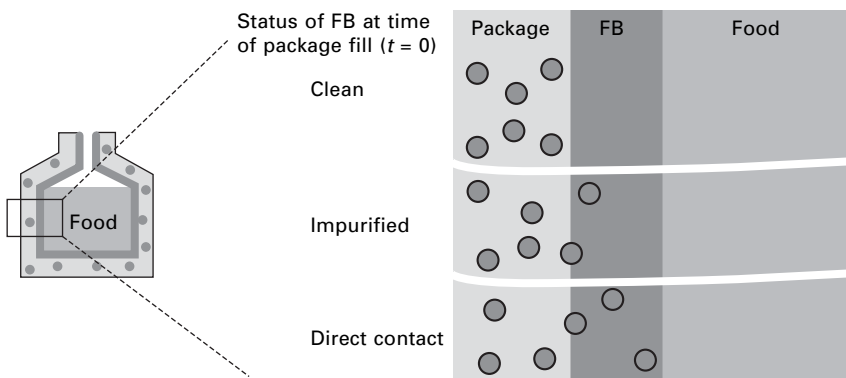 Status of FB at time
of package fill (t = 0)
Package FB Food
Clean
Impurified
Food
Direct contact